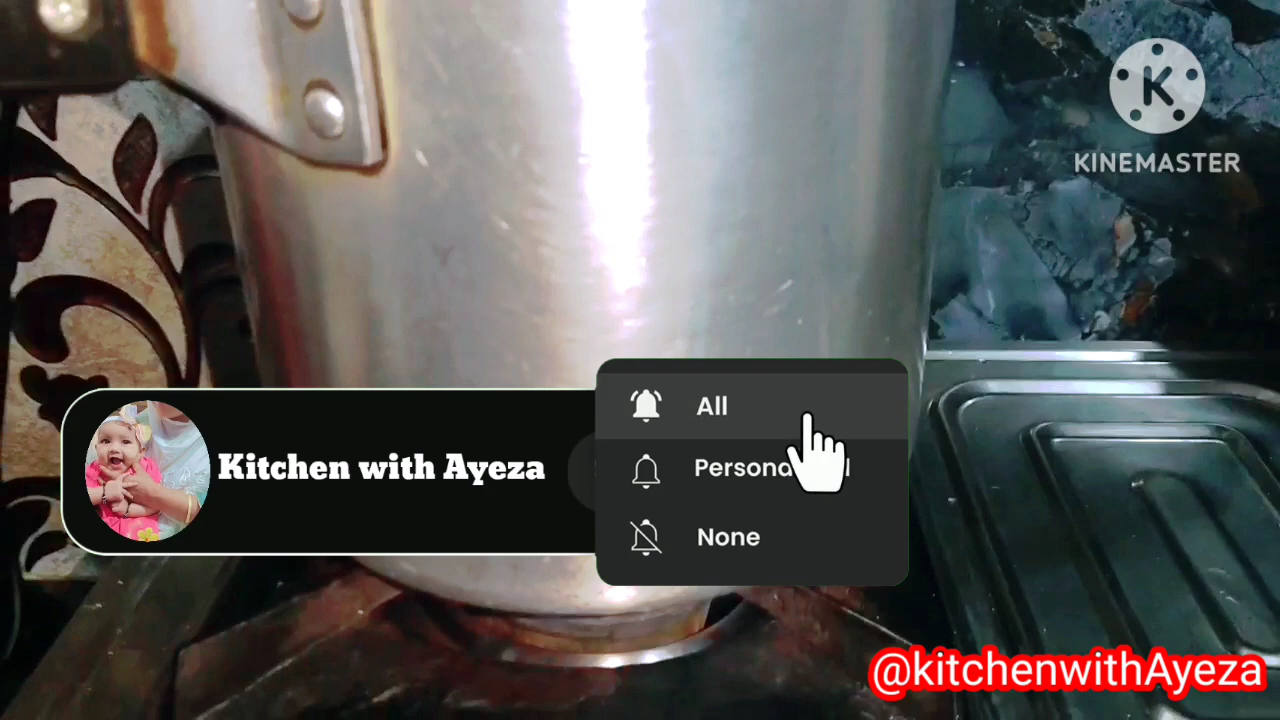 K
KINEMASTER
All
Kitchen with Ayeza
None
@kitchenwithAyeza